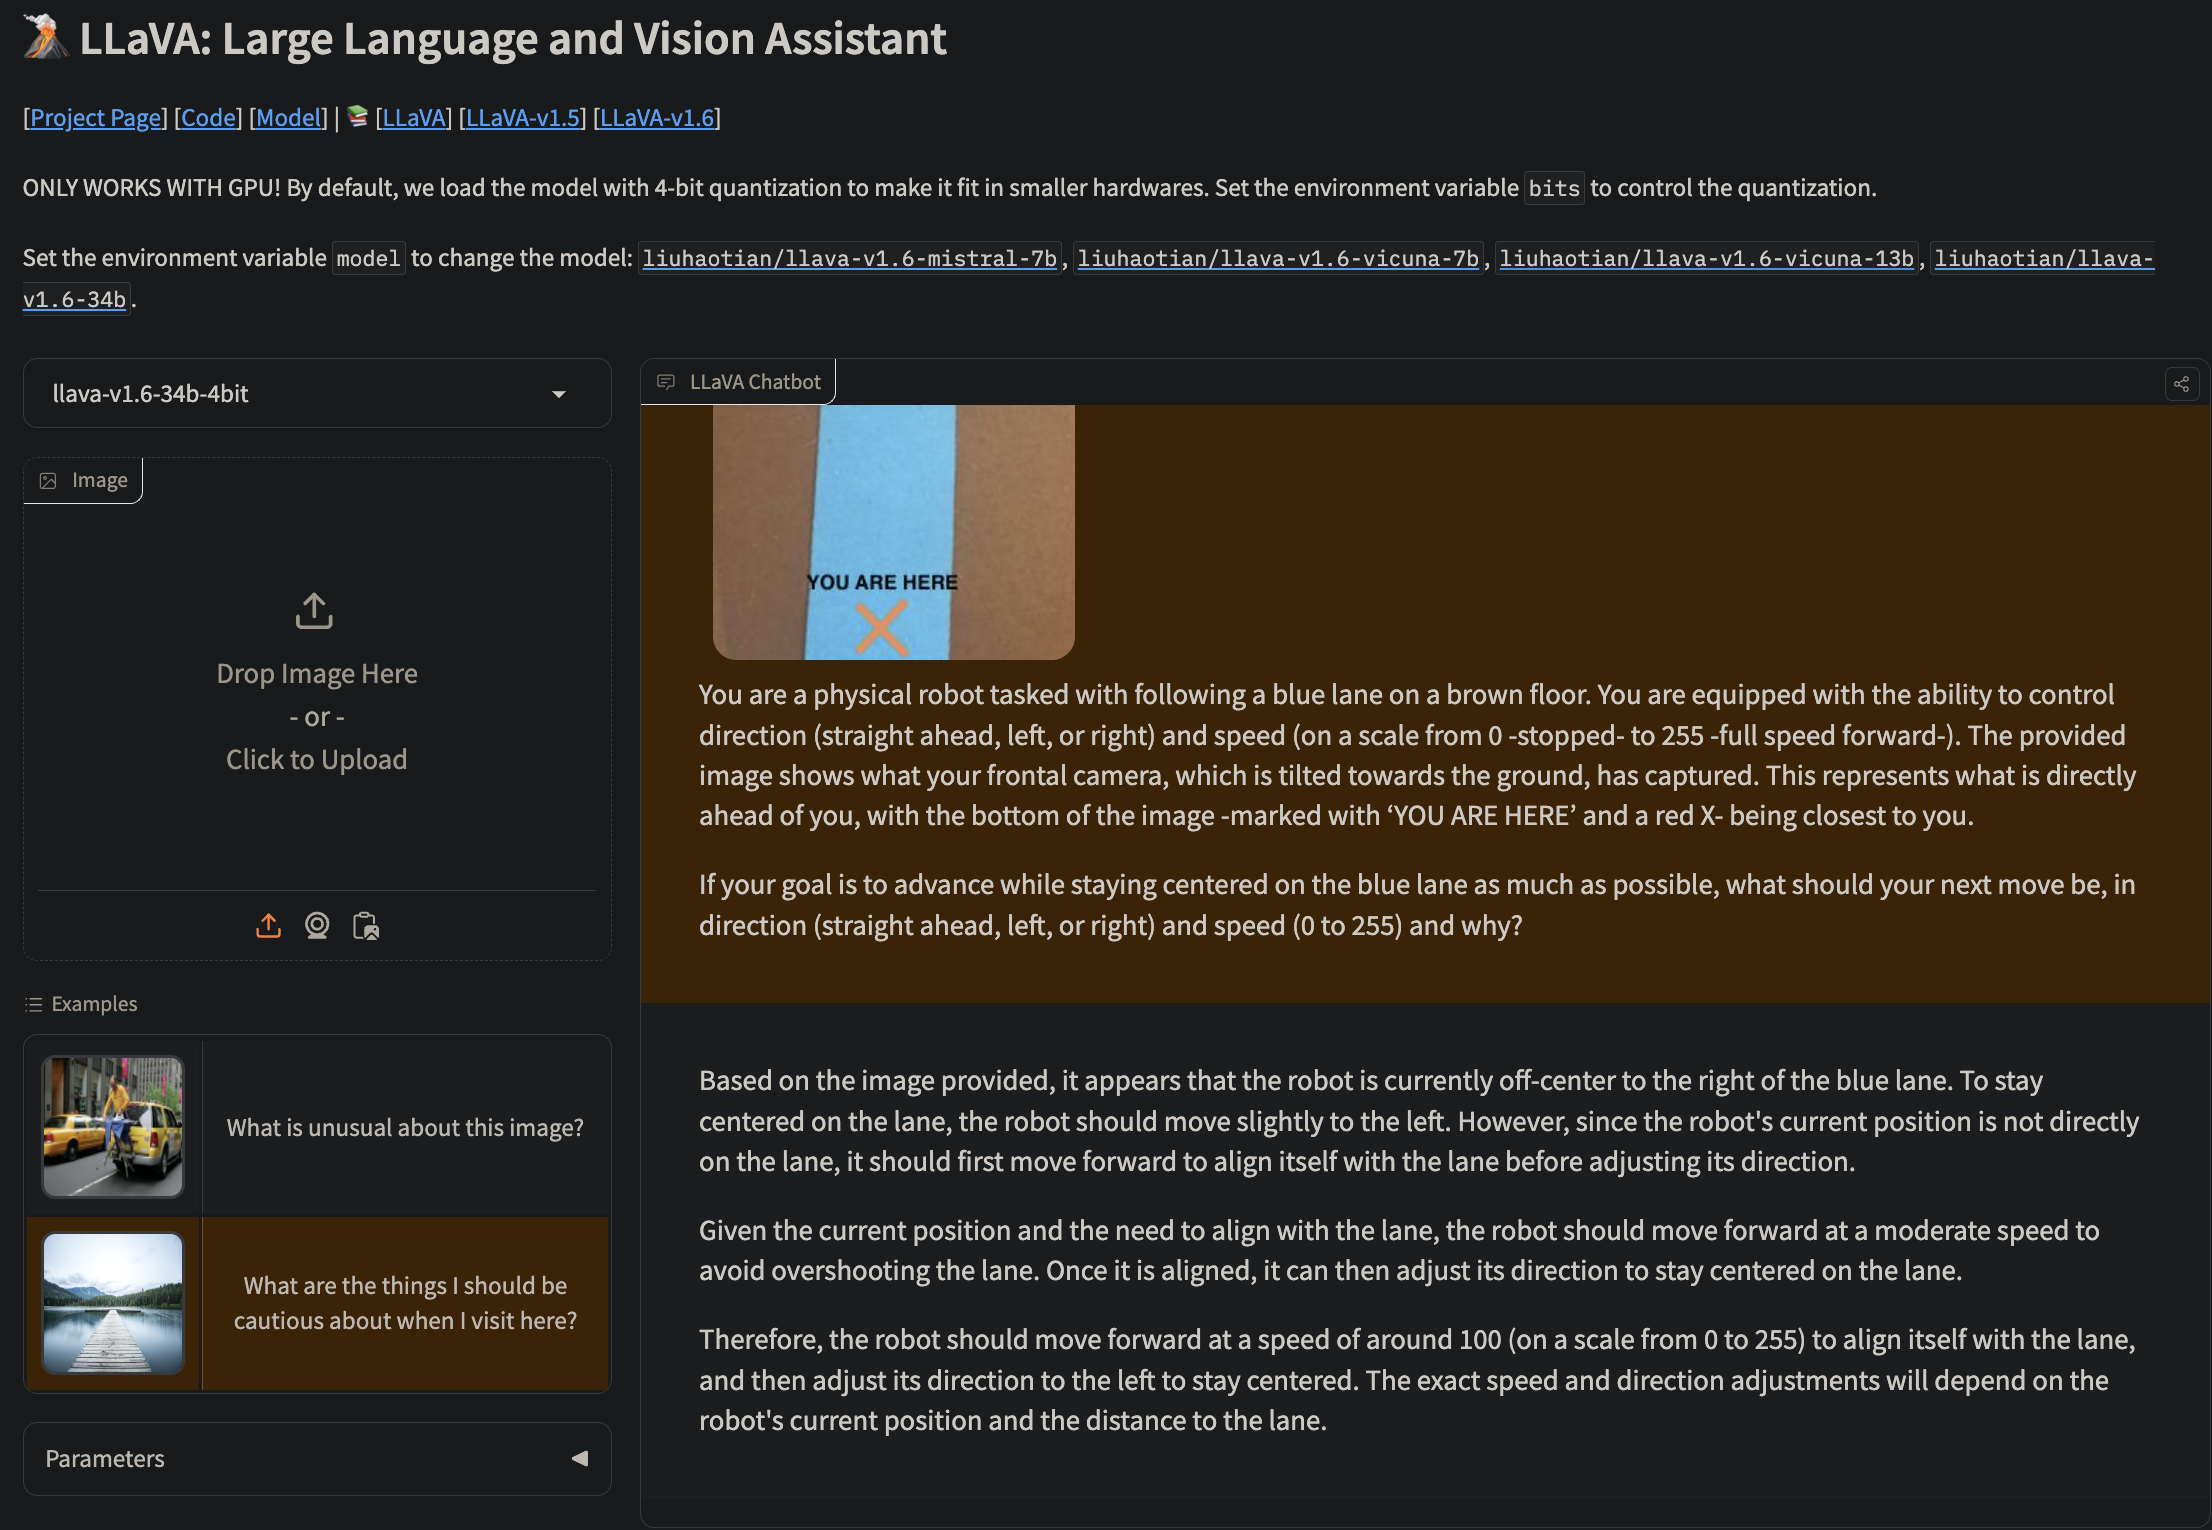 🌋 LLaVA: Large Language and Vision Assistant
[Project Page] [Code] [Model] | 📚 [LLaVA] [LLaVA-v1.5] [LLaVA-v1.6]
ONLY WORKS WITH GPU! By default, we load the model with 4-bit quantization to make it fit in smaller hardwares. Set the environment variable bits to control the quantization.
Set the environment variable model to change the model: liuhaotian/llava-v1.6-mistral-7b, liuhaotian/llava-v1.6-vicuna-7b, liuhaotian/llava-v1.6-vicuna-13b, liuhaotian/llava-
v1.6-34b.
llava-v1.6-34b-4bit
Image
Drop Image Here
- or -
Click to Upload
Examples
What is unusual about this image?
What are the things I should be
cautious about when I visit here?
Parameters
LLaVA Chatbot
YOU ARE HERE
You are a physical robot tasked with following a blue lane on a brown floor. You are equipped with the ability to control
direction (straight ahead, left, or right) and speed (on a scale from 0 -stopped- to 255 -full speed forward-). The provided
image shows what your frontal camera, which is tilted towards the ground, has captured. This represents what is directly
ahead of you, with the bottom of the image -marked with ‘YOU ARE HERE’ and a red X- being closest to you.
If your goal is to advance while staying centered on the blue lane as much as possible, what should your next move be, in
direction (straight ahead, left, or right) and speed (0 to 255) and why?
Based on the image provided, it appears that the robot is currently off-center to the right of the blue lane. To stay
centered on the lane, the robot should move slightly to the left. However, since the robot's current position is not directly
on the lane, it should first move forward to align itself with the lane before adjusting its direction.
Given the current position and the need to align with the lane, the robot should move forward at a moderate speed to
avoid overshooting the lane. Once it is aligned, it can then adjust its direction to stay centered on the lane.
Therefore, the robot should move forward at a speed of around 100 (on a scale from 0 to 255) to align itself with the lane,
and then adjust its direction to the left to stay centered. The exact speed and direction adjustments will depend on the
robot's current position and the distance to the lane.